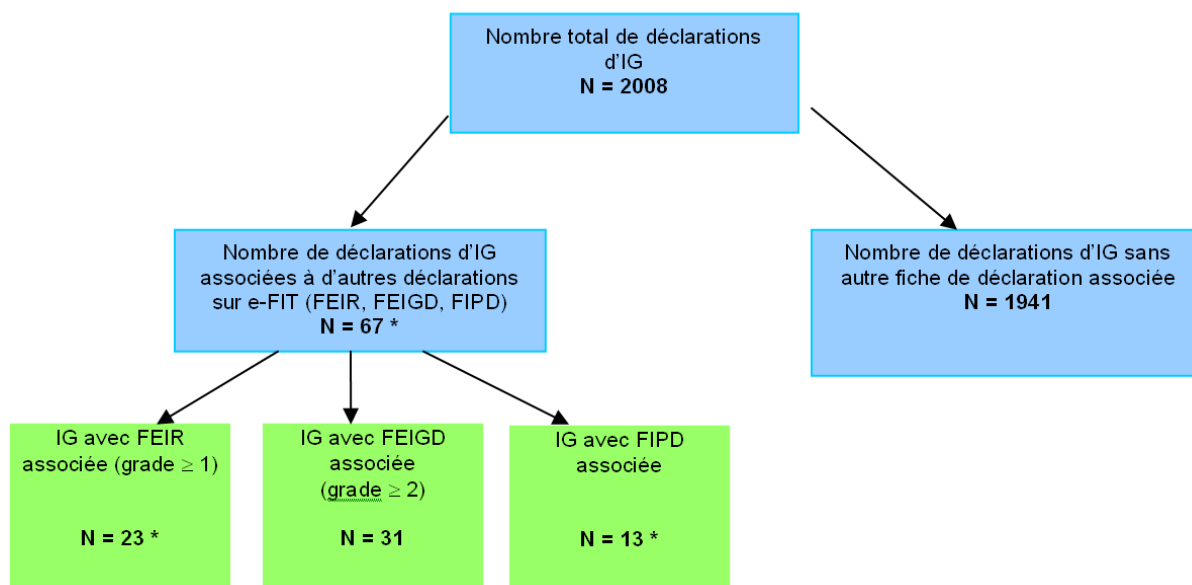 Nombre total de déclarations
d’IG
N = 2008
Nombre de déclarations d’IG
associées à d’autres déclarations
sur e-FIT (FEIR, FEIGD, FIPD)
N = 67 *
Nombre de déclarations d’IG sans
autre fiche de déclaration associée
N = 1941
IG avec FEIR
associée (grade ≥ 1)
N = 23 *
IG avec FEIGD
associée
(grade ≥ 2)
N = 31
IG avec FIPD
associée
N = 13 *